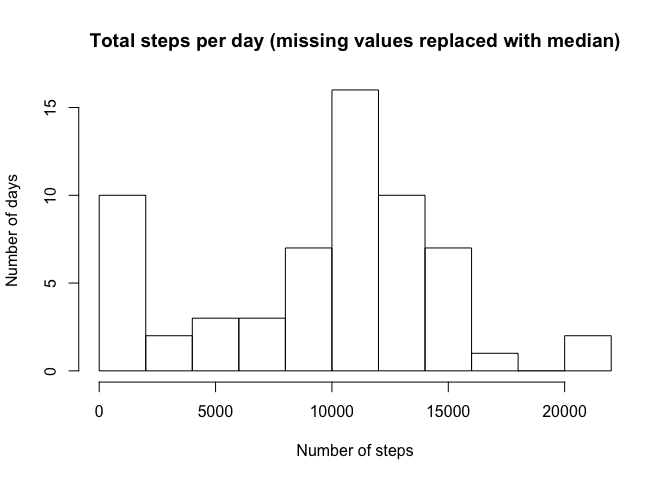 Total steps per day (missing values replaced with median)
Number of days
15
10
5
0
0 5000 10000 15000 20000
Number of steps